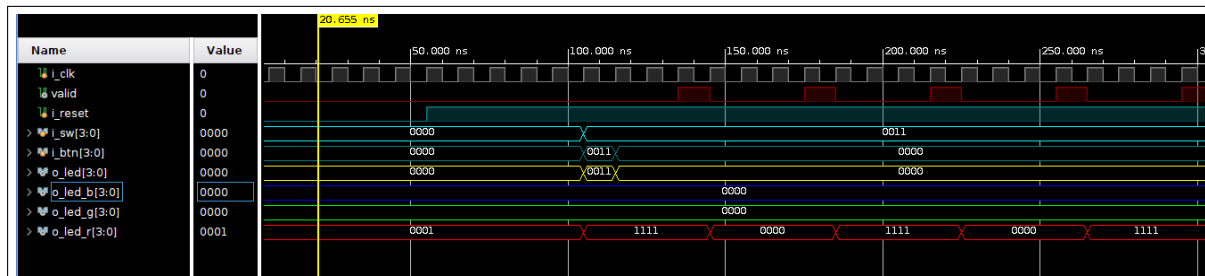 20.655 ns
Name Value
50.000 ns 100.000 ns 150.000 ns 200.000 ns 250.000 ns 3
i_clk 0
valid 0
i_reset 0
> i_sw[3:0] 0000 0000 0011
> i_btn[3:0] 0000 0000 0011 0000
> o_led[3:0] 0000 0000 0011 0000
> o_led_b[3:0] 0000 0000
> o_led_g[3:0] 0000 0000
> o_led_r[3:0] 0001 0001 1111 0000 1111 0000 1111